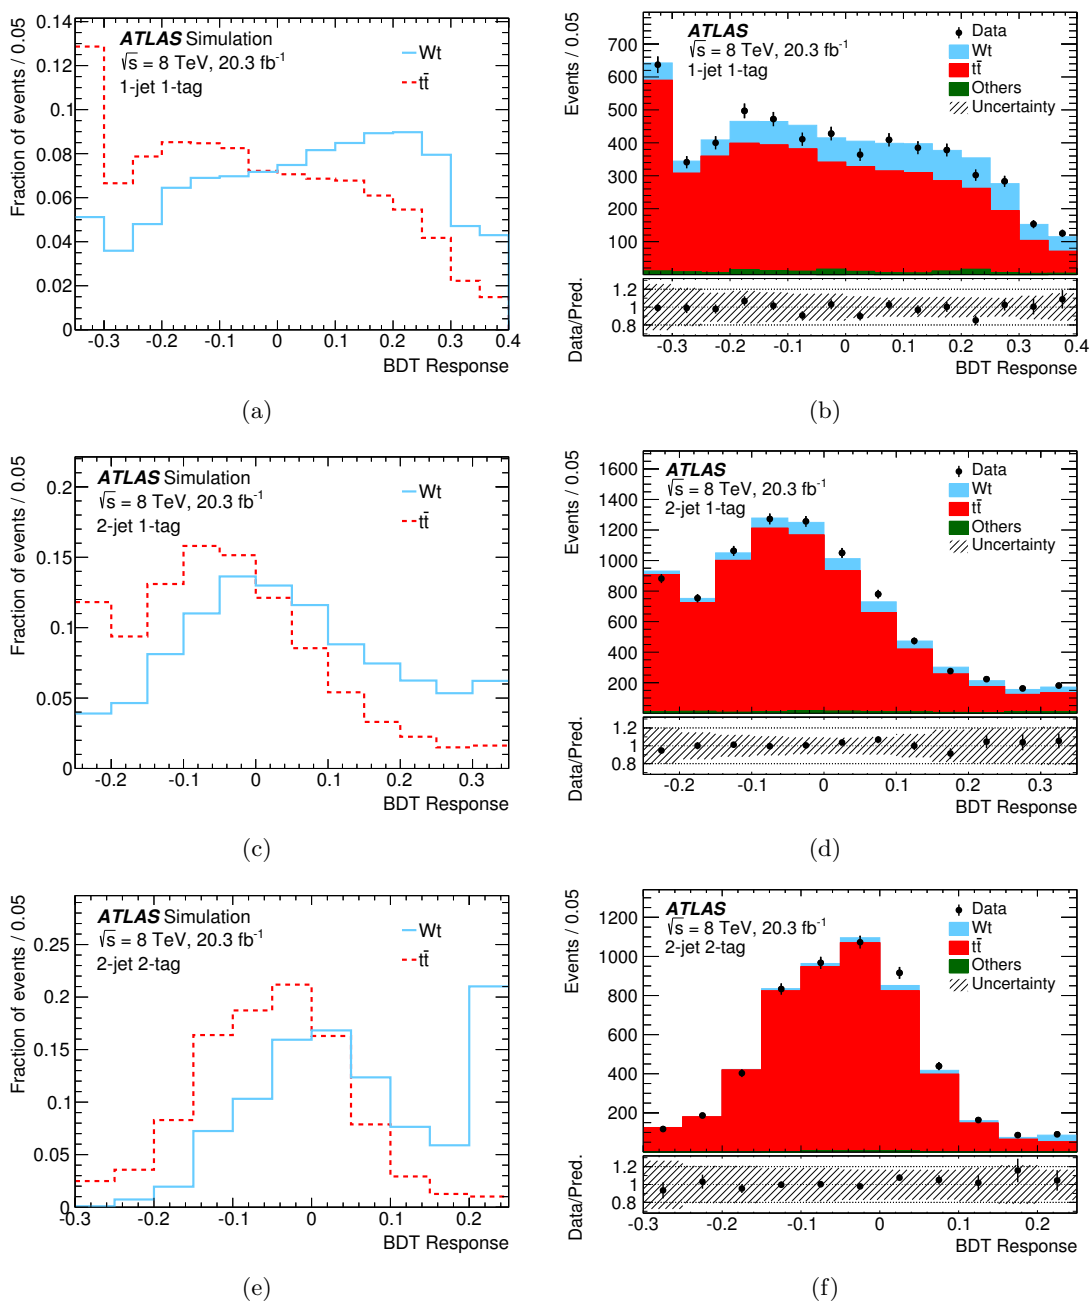 Fraction of events / 0.05
0.14
0.12
0.1
0.08
0.06
0.04
0.02
0
ATLAS Simulation
√s = 8 TeV, 20.3 fb⁻¹
1-jet 1-tag
Wt
tt̄
-0.3 -0.2 -0.1 0 0.1 0.2 0.3 0.4
BDT Response
(a)
Events / 0.05
700
600
500
400
300
200
100
ATLAS
√s = 8 TeV, 20.3 fb⁻¹
1-jet 1-tag
Data
Wt
tt̄
Others
Uncertainty
Data/Pred.
1.2
1
0.8
-0.3 -0.2 -0.1 0 0.1 0.2 0.3 0.4
BDT Response
(b)
Fraction of events / 0.05
0.2
0.15
0.1
0.05
0
ATLAS Simulation
√s = 8 TeV, 20.3 fb⁻¹
2-jet 1-tag
Wt
tt̄
-0.2 -0.1 0 0.1 0.2 0.3
BDT Response
(c)
Events / 0.05
1600
1400
1200
1000
800
600
400
200
ATLAS
√s = 8 TeV, 20.3 fb⁻¹
2-jet 1-tag
Data
Wt
tt̄
Others
Uncertainty
Data/Pred.
1.2
1
0.8
-0.2 -0.1 0 0.1 0.2 0.3
BDT Response
(d)
Fraction of events / 0.05
0.25
0.2
0.15
0.1
0.05
0
ATLAS Simulation
√s = 8 TeV, 20.3 fb⁻¹
2-jet 2-tag
Wt
tt̄
-0.3 -0.2 -0.1 0 0.1 0.2
BDT Response
(e)
Events / 0.05
1200
1000
800
600
400
200
ATLAS
√s = 8 TeV, 20.3 fb⁻¹
2-jet 2-tag
Data
Wt
tt̄
Others
Uncertainty
Data/Pred.
1.2
1
0.8
-0.3 -0.2 -0.1 0 0.1 0.2
BDT Response
(f)